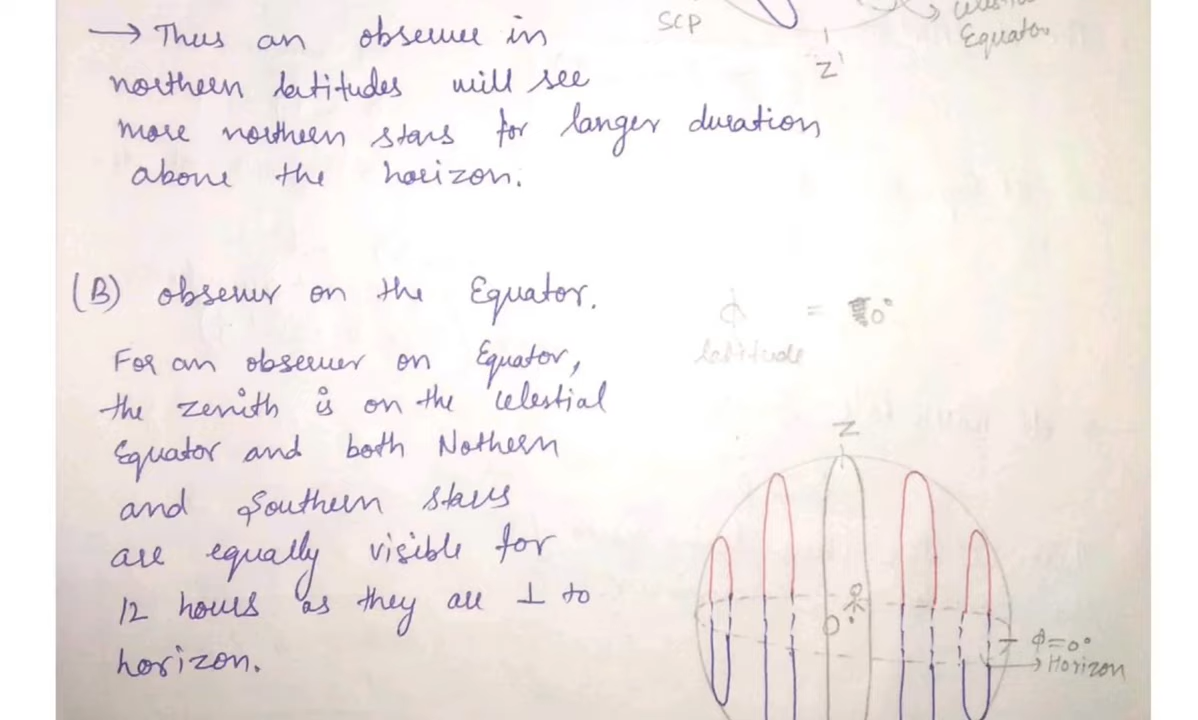 SCP
Equator
Z'
→ Thus an observer in
northern latitudes will see
more northern stars for langer duration
above the horizon.
(B) observer on the Equator.
ϕ = 0°
latitude
For an observer on Equator,
the zenith is on the celestial
Equator and both Nothern
and Southern stars
are equally visible for
12 hours as they are ⊥ to
horizon.
Z
O
ϕ=0°
→ Horizon